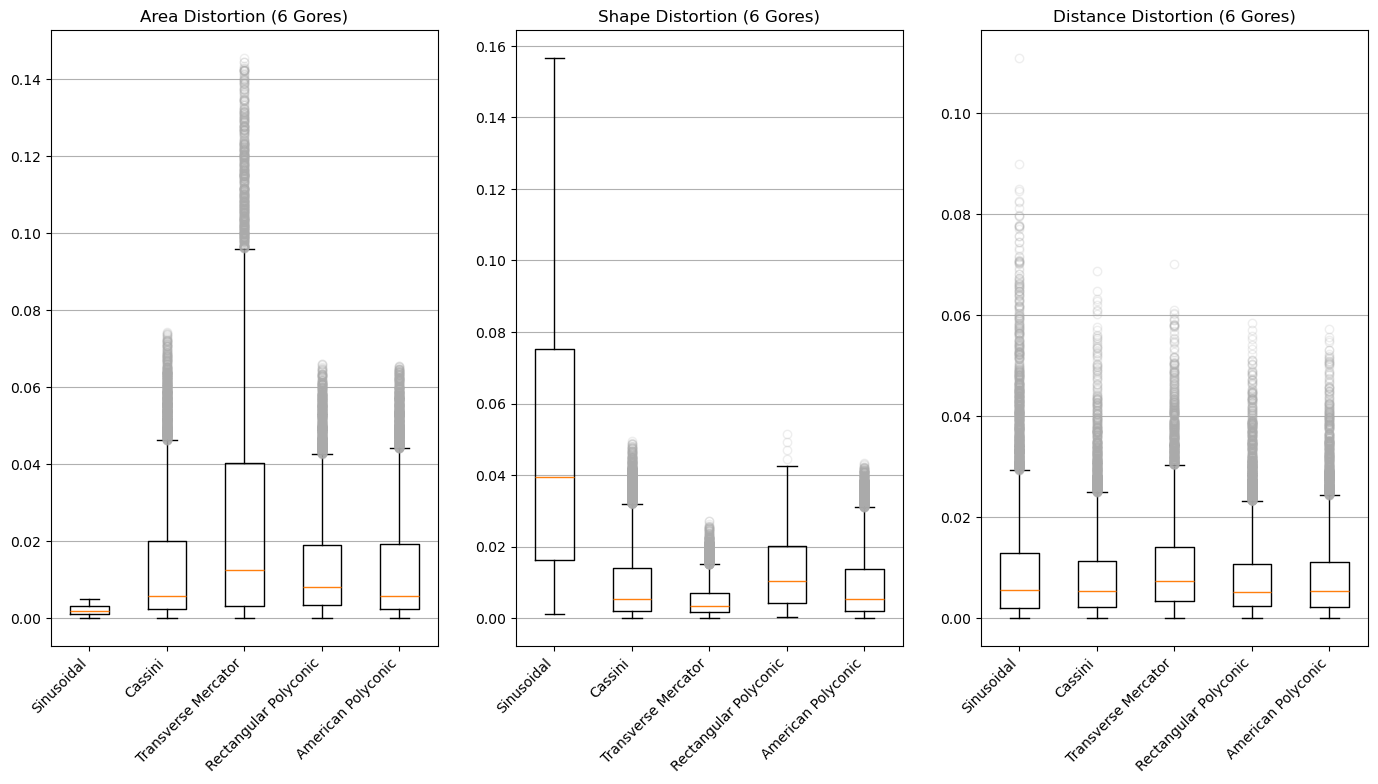 Area Distortion (6 Gores)
0.14
0.12
0.10
0.08
0.06
0.04
0.02
0.00
Sinusoidal
Cassini
Transverse Mercator
Rectangular Polyconic
American Polyconic
Shape Distortion (6 Gores)
0.16
0.14
0.12
0.10
0.08
0.06
0.04
0.02
0.00
Sinusoidal
Cassini
Transverse Mercator
Rectangular Polyconic
American Polyconic
Distance Distortion (6 Gores)
0.10
0.08
0.06
0.04
0.02
0.00
Sinusoidal
Cassini
Transverse Mercator
Rectangular Polyconic
American Polyconic